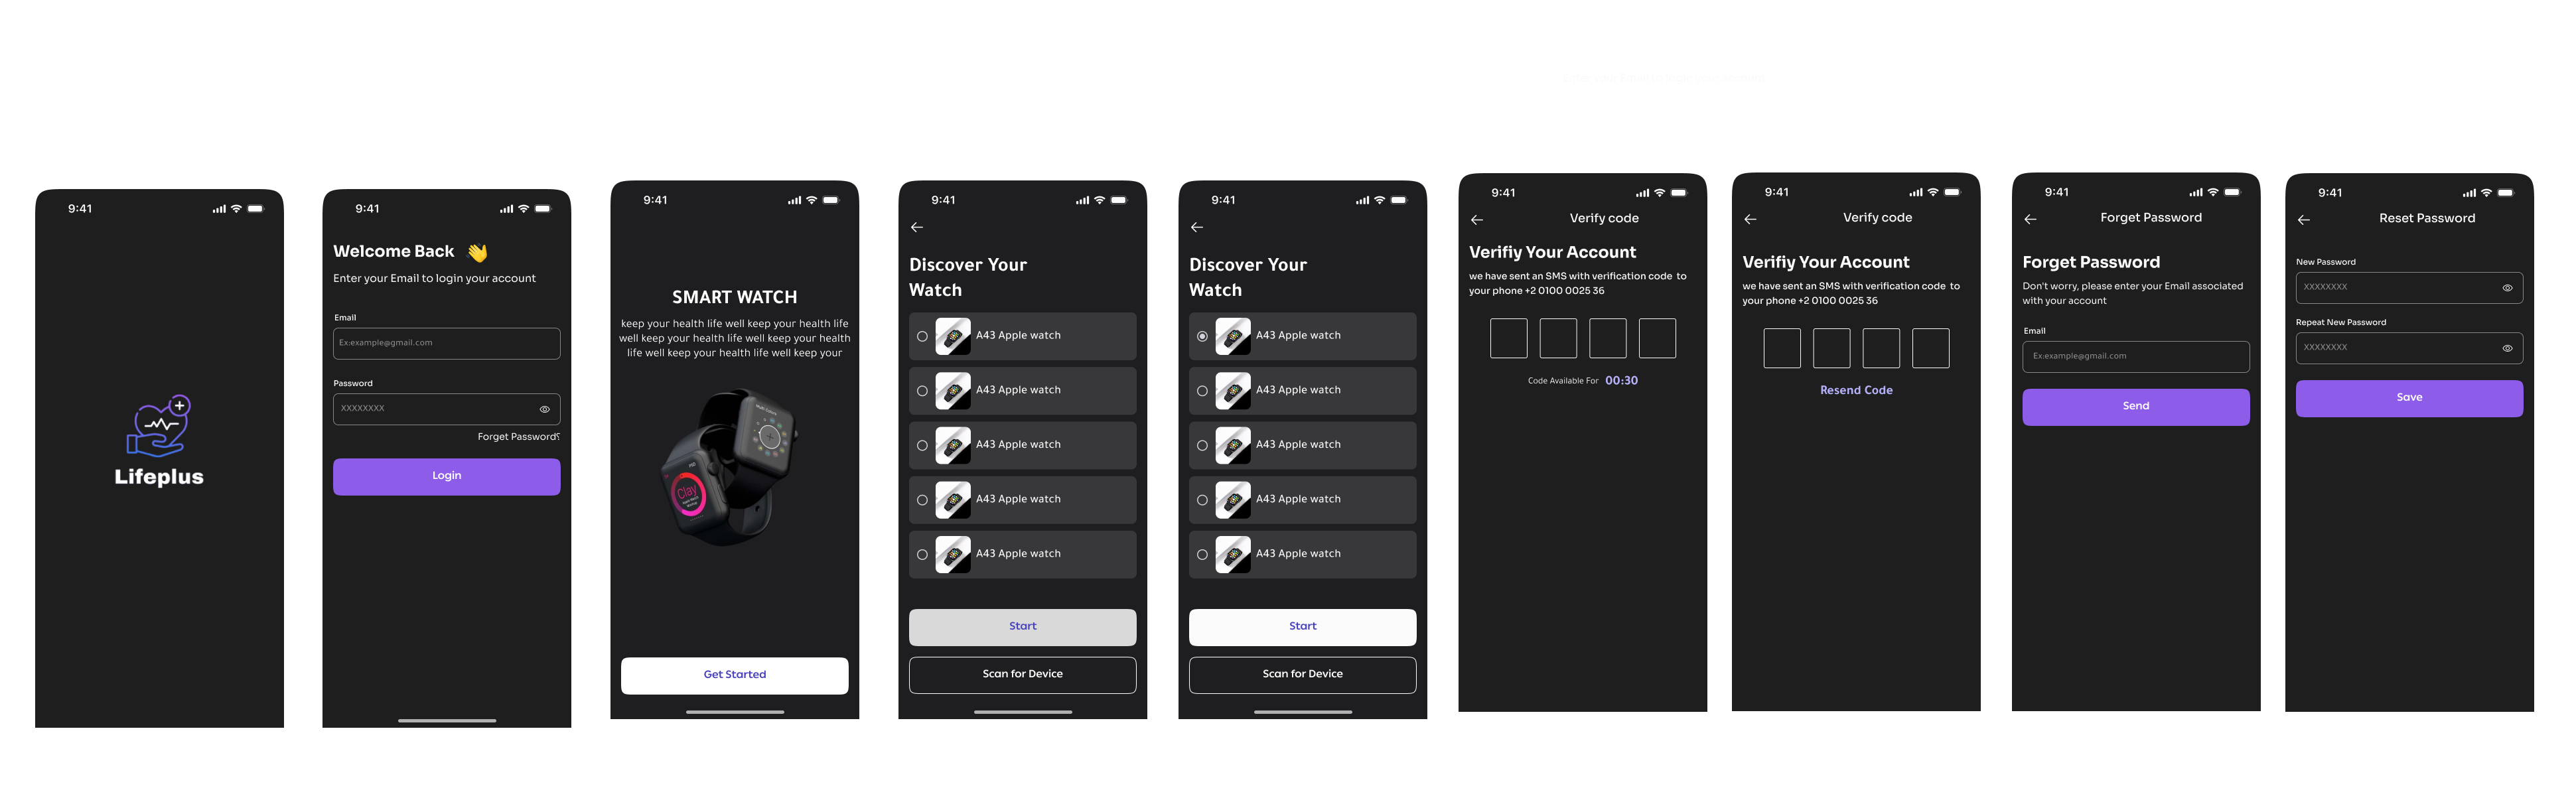 9:41
Lifeplus
9:41
Welcome Back 👋
Enter your Email to login your account
Email
Ex:example@gmail.com
Password
XXXXXXXX
Forget Password؟
Login
9:41
SMART WATCH
keep your health life well keep your health life
well keep your health life well keep your health
life well keep your health life well keep your
Clay
Get Started
9:41
Discover Your
Watch
A43 Apple watch
A43 Apple watch
A43 Apple watch
A43 Apple watch
A43 Apple watch
Start
Scan for Device
9:41
Discover Your
Watch
A43 Apple watch
A43 Apple watch
A43 Apple watch
A43 Apple watch
A43 Apple watch
Start
Scan for Device
9:41
Verify code
Verifiy Your Account
we have sent an SMS with verification code to
your phone +2 0100 0025 36
Code Available For 00:30
9:41
Verify code
Verifiy Your Account
we have sent an SMS with verification code to
your phone +2 0100 0025 36
Resend Code
9:41
Forget Password
Forget Password
Don't worry, please enter your Email associated
with your account
Email
Ex:example@gmail.com
Send
9:41
Reset Password
New Password
XXXXXXXX
Repeat New Password
XXXXXXXX
Save